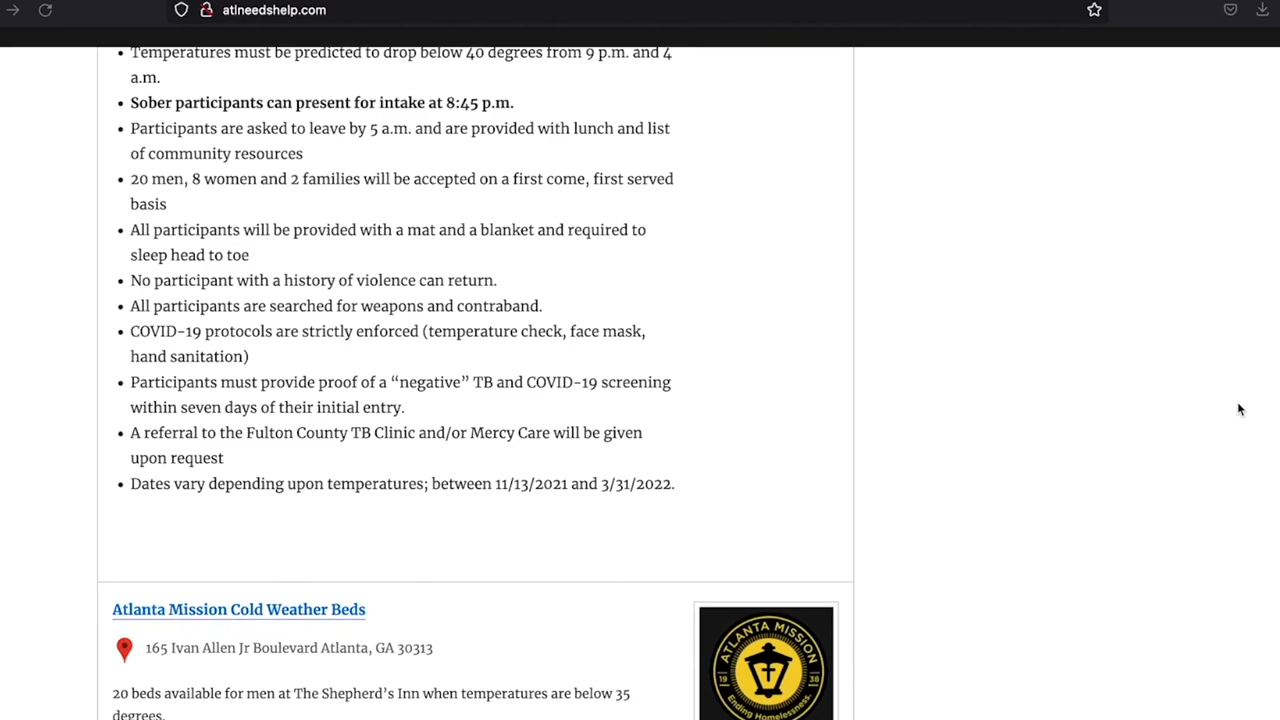 atlneedshelp.com
• Temperatures must be predicted to drop below 40 degrees from 9 p.m. and 4
a.m.
• Sober participants can present for intake at 8:45 p.m.
• Participants are asked to leave by 5 a.m. and are provided with lunch and list
of community resources
• 20 men, 8 women and 2 families will be accepted on a first come, first served
basis
• All participants will be provided with a mat and a blanket and required to
sleep head to toe
• No participant with a history of violence can return.
• All participants are searched for weapons and contraband.
• COVID-19 protocols are strictly enforced (temperature check, face mask,
hand sanitation)
• Participants must provide proof of a “negative” TB and COVID-19 screening
within seven days of their initial entry.
• A referral to the Fulton County TB Clinic and/or Mercy Care will be given
upon request
• Dates vary depending upon temperatures; between 11/13/2021 and 3/31/2022.
Atlanta Mission Cold Weather Beds
165 Ivan Allen Jr Boulevard Atlanta, GA 30313
20 beds available for men at The Shepherd’s Inn when temperatures are below 35
degrees.
ATLANTA MISSION
19 38
Ending Homelessness.